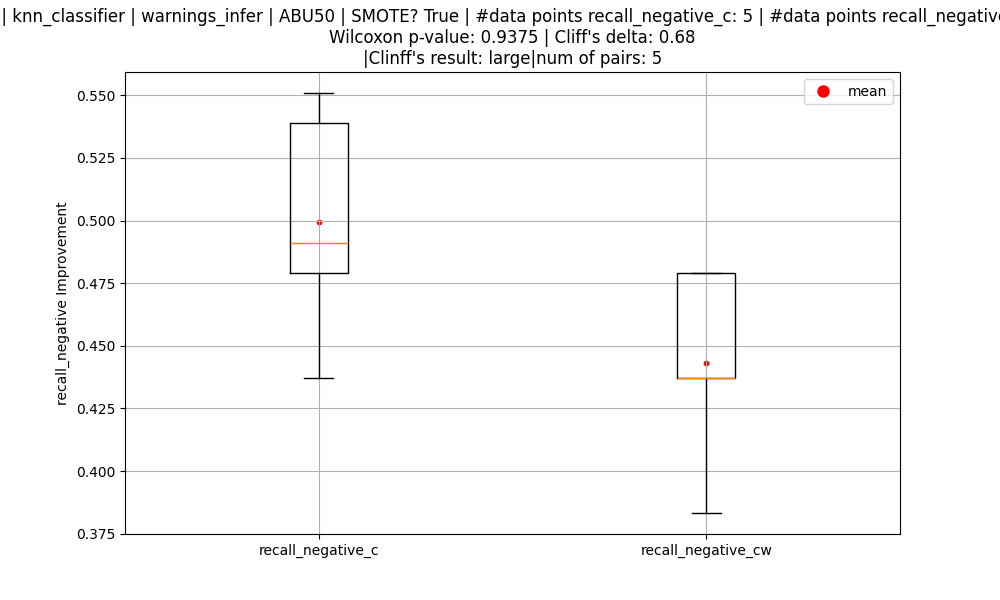 | knn_classifier | warnings_infer | ABU50 | SMOTE? True | #data points recall_negative_c: 5 | #data points
Wilcoxon p-value: 0.9375 | Cliff's delta: 0.68
|Clinff's result: large|num of pairs: 5
mean
0.550
0.525
0.500
0.475
0.450
0.425
0.400
0.375
recall_negative Improvement
recall_negative_c
recall_negative_cw